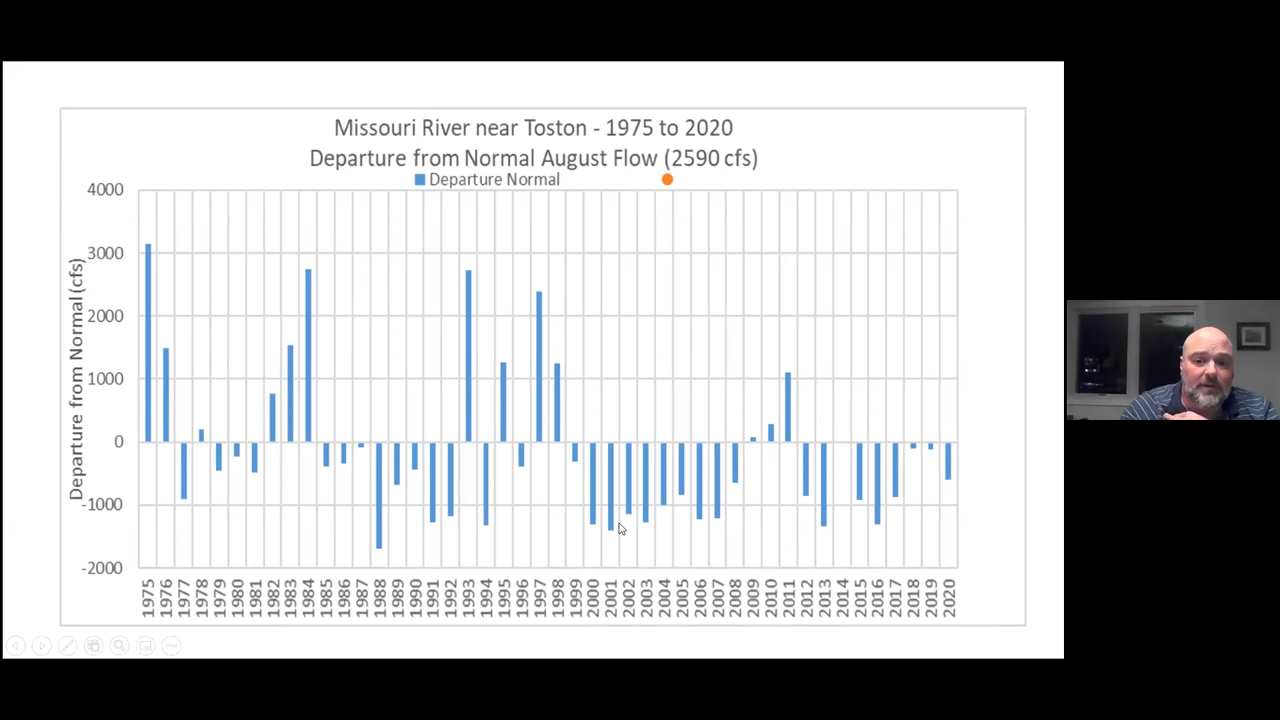 Missouri River near Toston - 1975 to 2020
Departure from Normal August Flow (2590 cfs)
Departure Normal
4000
3000
2000
1000
0
-1000
-2000
Departure from Normal (cfs)
1975 1976 1977 1978 1979 1980 1981 1982 1983 1984 1985 1986 1987 1988 1989 1990 1991 1992 1993 1994 1995 1996 1997 1998 1999 2000 2001 2002 2003 2004 2005 2006 2007 2008 2009 2010 2011 2012 2013 2014 2015 2016 2017 2018 2019 2020